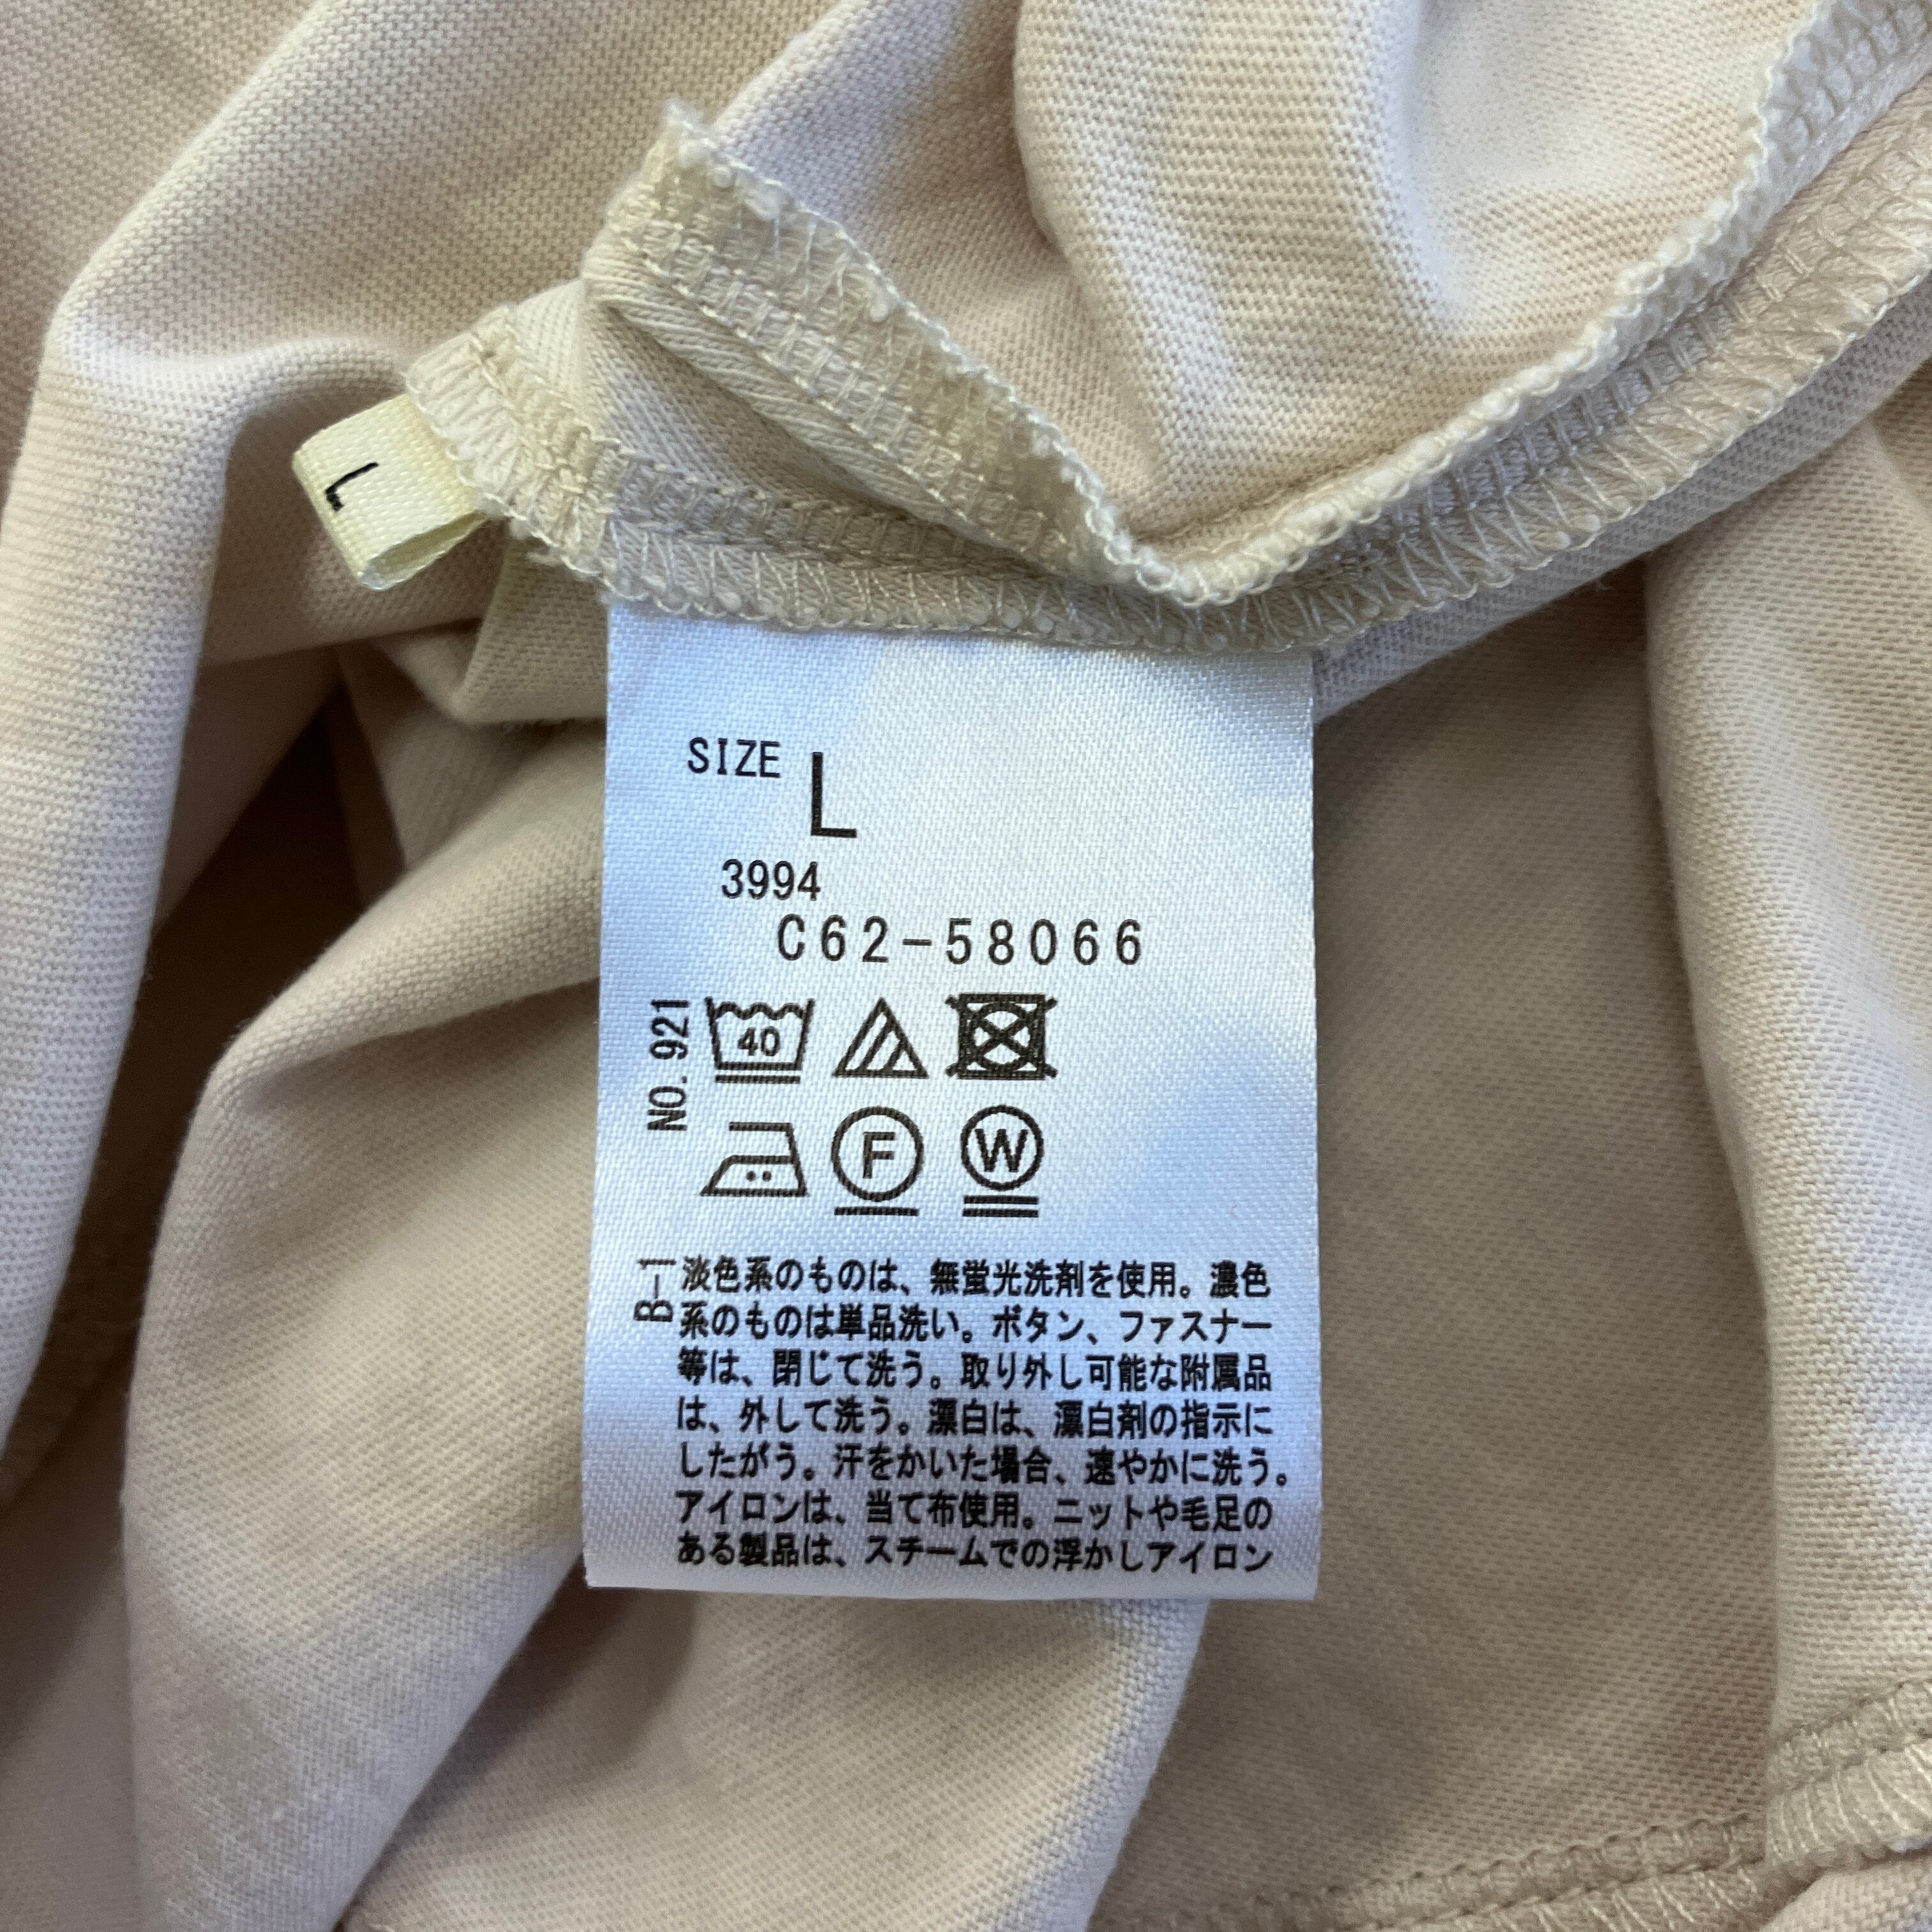 L
SIZE L
3994
C62-58066
NO. 921
40
F W
B-1
淡色系のものは、無蛍光洗剤を使用。濃色
系のものは単品洗い。ボタン、ファスナー
等は、閉じて洗う。取り外し可能な附属品
は、外して洗う。漂白は、漂白剤の指示に
したがう。汗をかいた場合、速やかに洗う。
アイロンは、当て布使用。ニットや毛足の
ある製品は、スチームでの浮かしアイロン